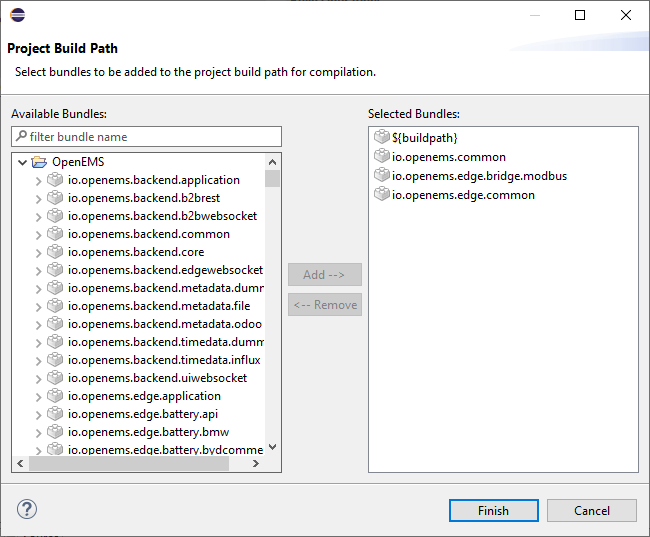 Project Build Path
Select bundles to be added to the project build path for compilation.
Available Bundles:
filter bundle name
OpenEMS
io.openems.backend.application
io.openems.backend.b2brest
io.openems.backend.b2bwebsocket
io.openems.backend.common
io.openems.backend.core
io.openems.backend.edgewebsocket
io.openems.backend.metadata.dumm
io.openems.backend.metadata.file
io.openems.backend.metadata.odoo
io.openems.backend.timedata.dumm
io.openems.backend.timedata.influx
io.openems.backend.uiwebsocket
io.openems.edge.application
io.openems.edge.battery.api
io.openems.edge.battery.bmw
io.openems.edge.battery.bydcomme
Add -->
<-- Remove
Selected Bundles:
${buildpath}
io.openems.common
io.openems.edge.bridge.modbus
io.openems.edge.common
?
Finish
Cancel